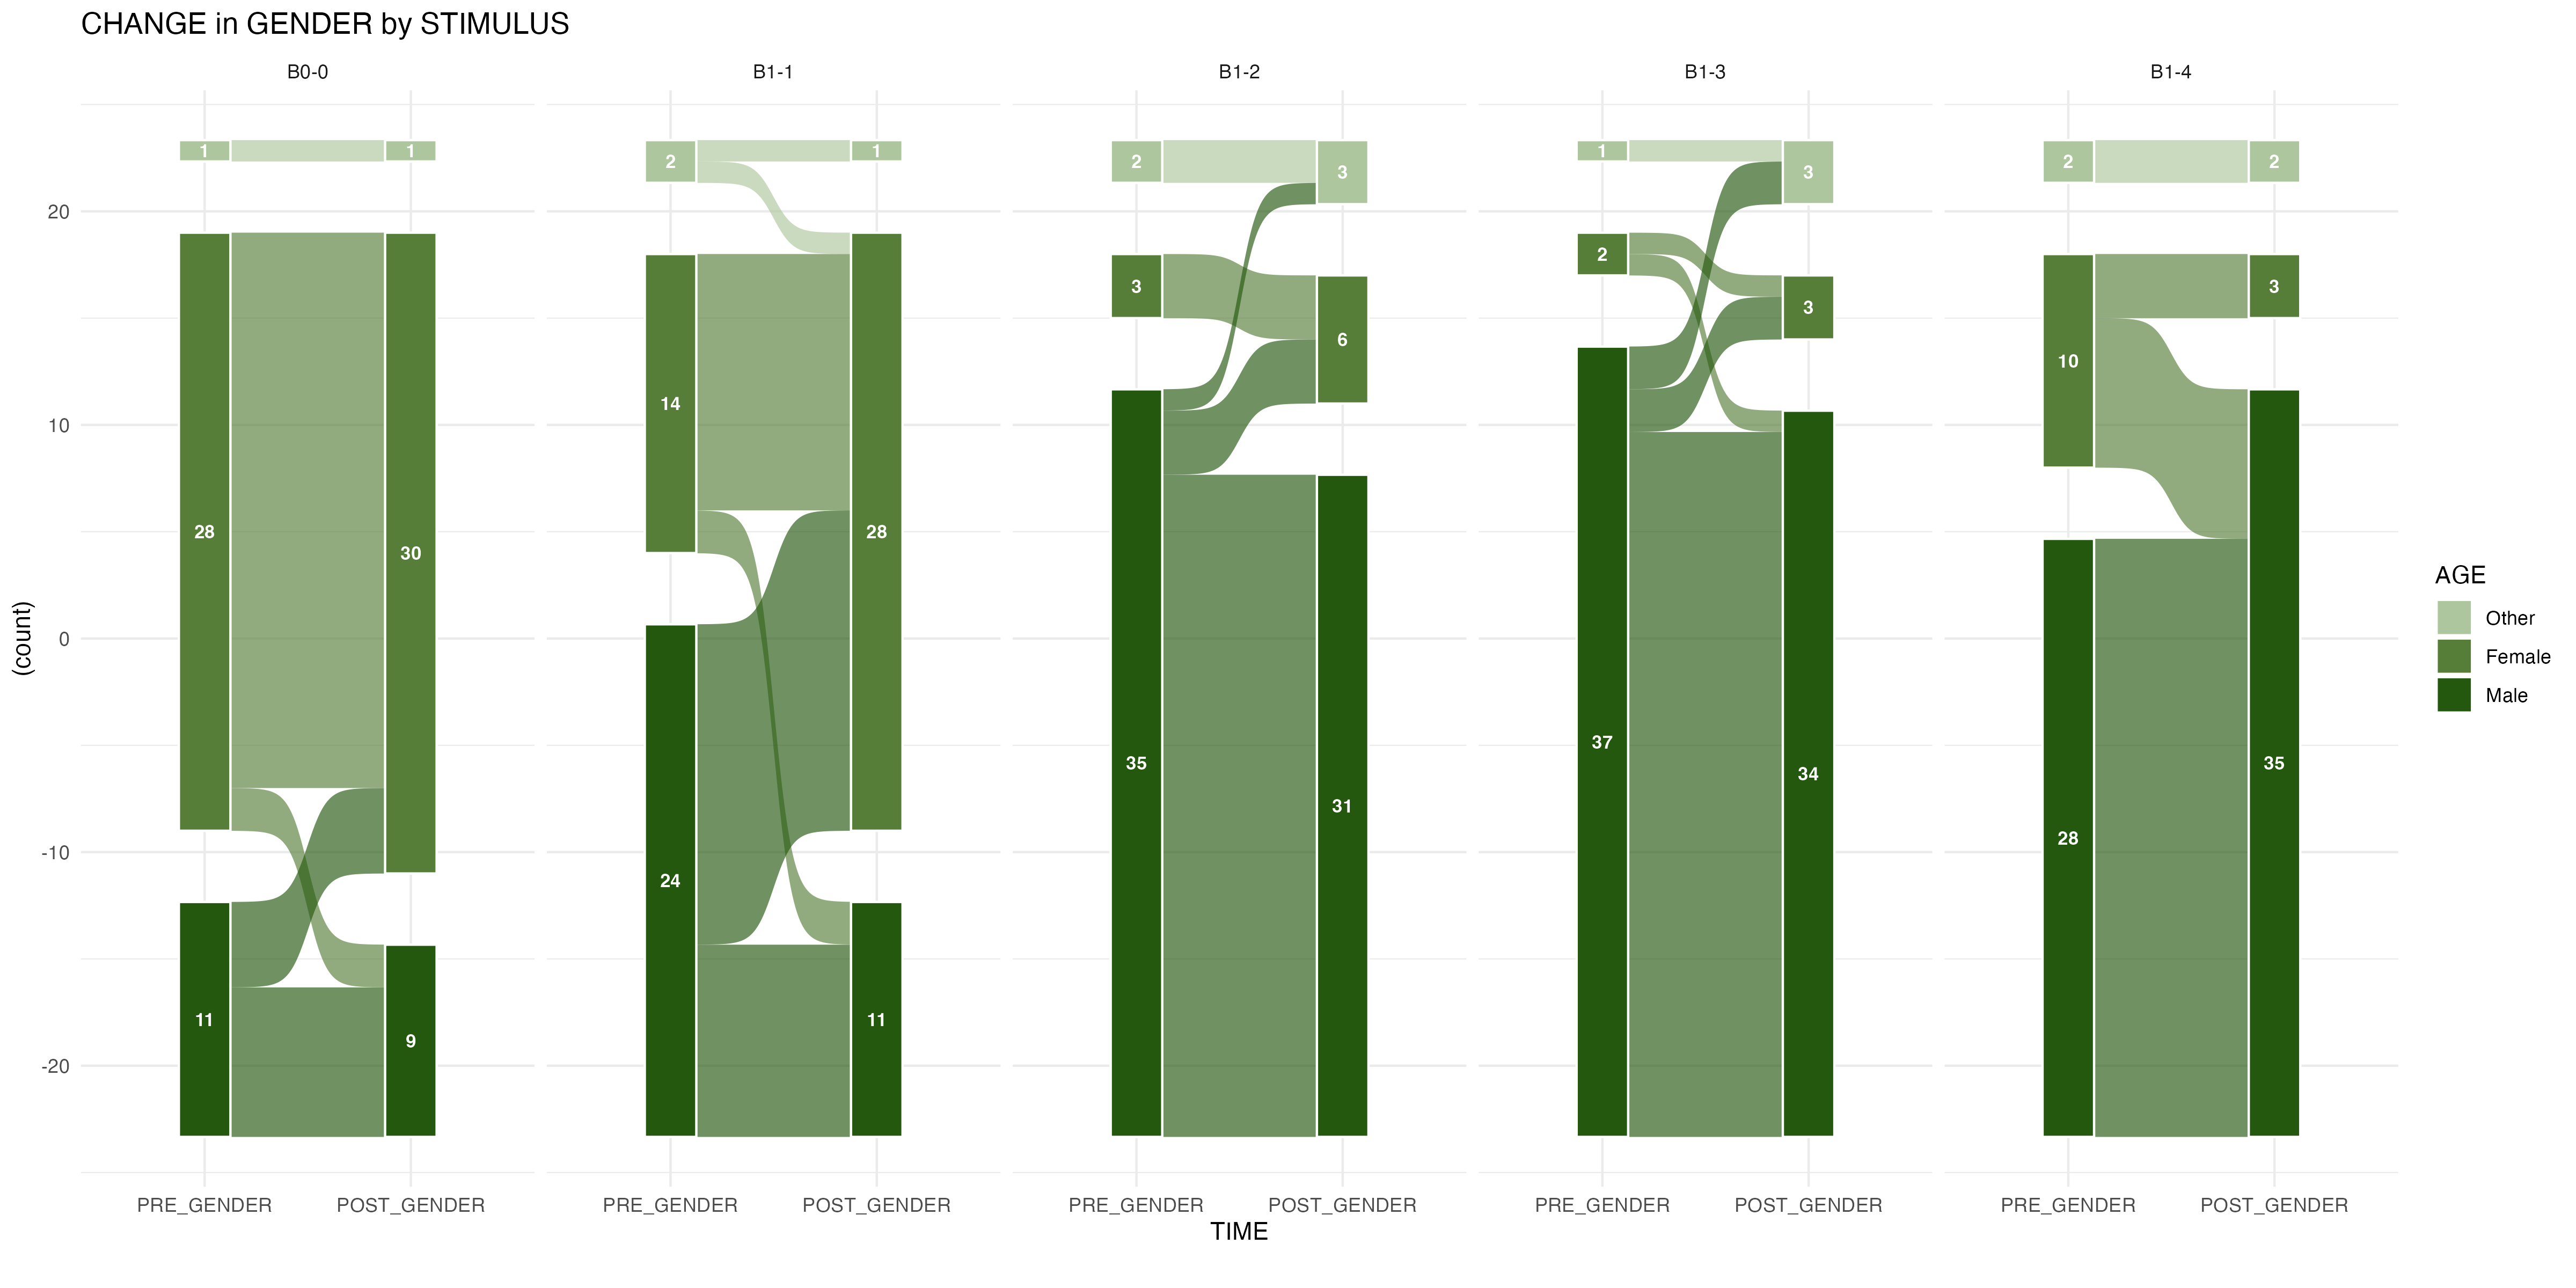 CHANGE in GENDER by STIMULUS
B0-0 B1-1 B1-2 B1-3 B1-4
1 1 2 1 2 3 1 3 2 2
28 30 14 28 3 6 2 3 10 3
11 9 24 11 35 31 37 34 28 35
20
10
0
-10
-20
(count)
PRE_GENDER POST_GENDER PRE_GENDER POST_GENDER PRE_GENDER POST_GENDER PRE_GENDER POST_GENDER PRE_GENDER POST_GENDER
TIME
AGE
Other
Female
Male